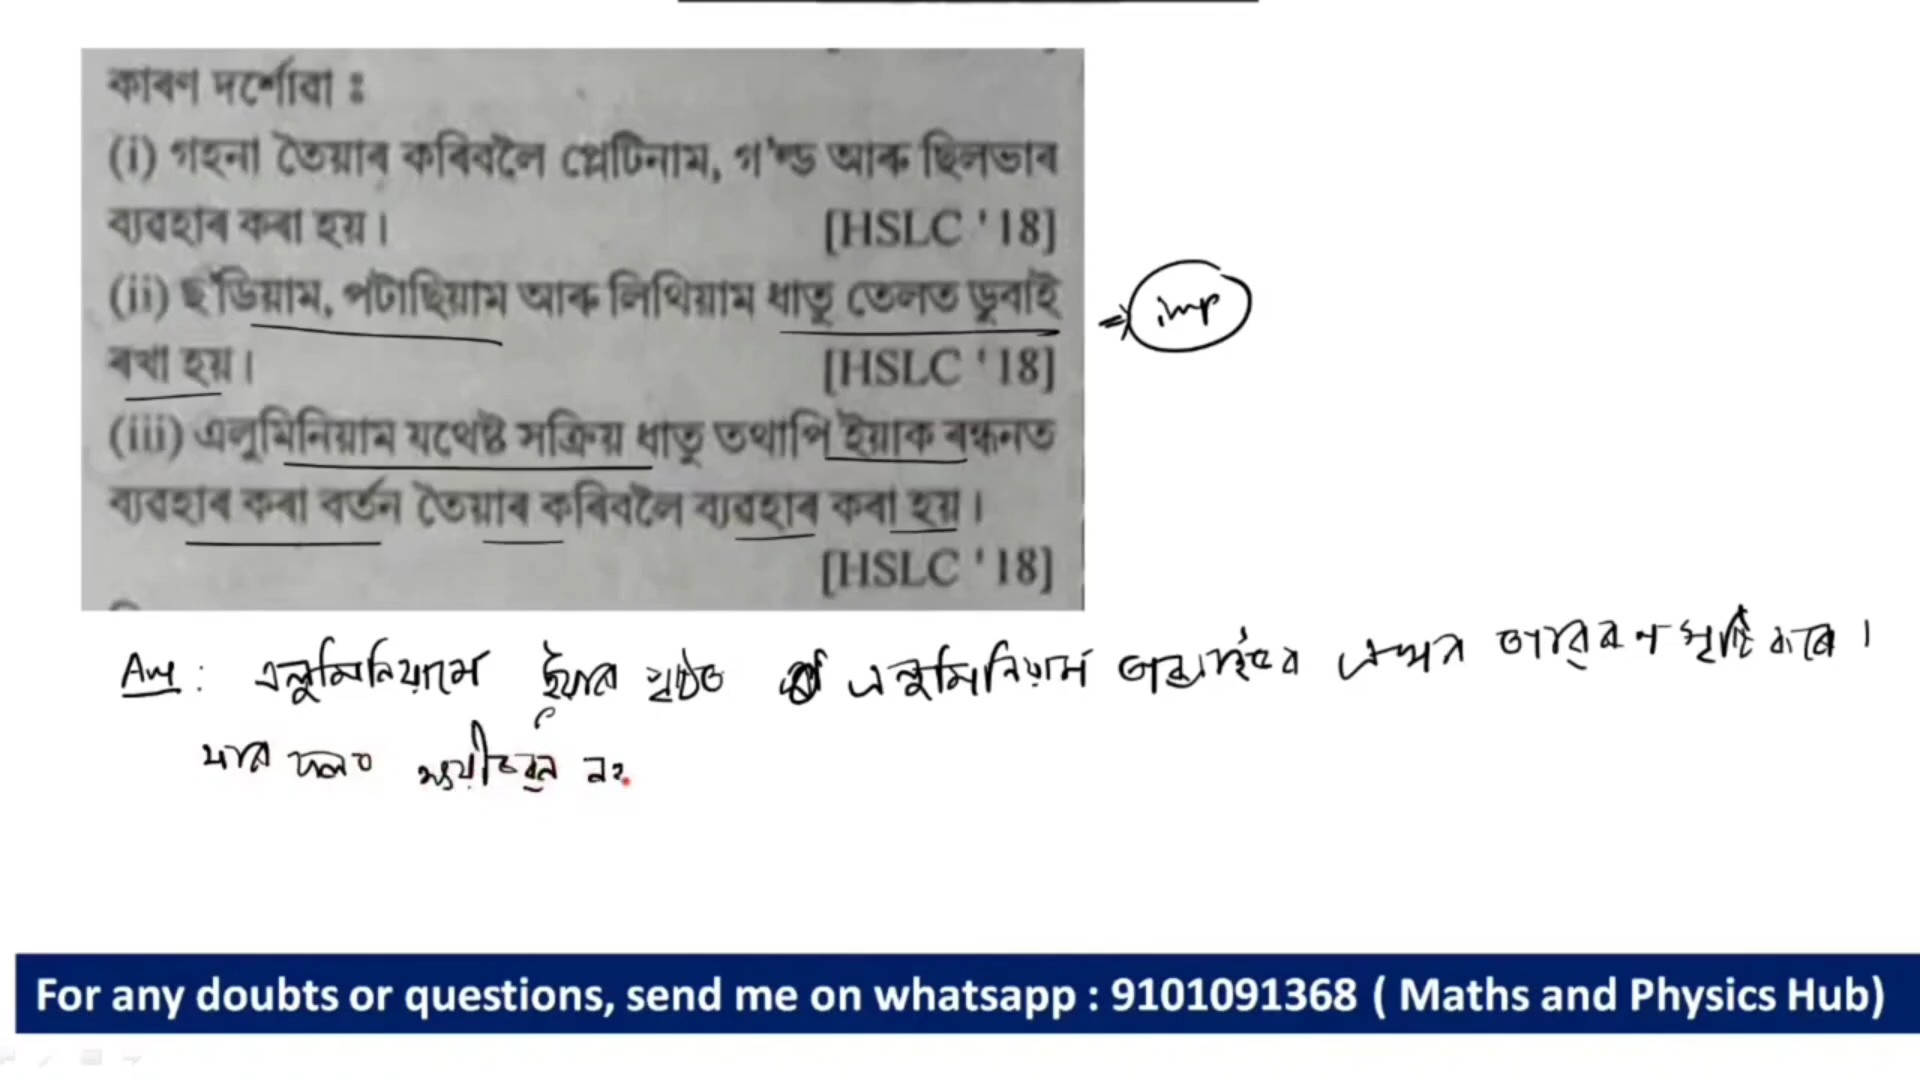 কাৰণ দৰ্শোৱা ঃ
(i) গহনা তৈয়াৰ কৰিবলৈ প্লেটিনাম, গ'ল্ড আৰু ছিলভাৰ
ব্যৱহাৰ কৰা হয়। [HSLC '18]
(ii) ছ'ডিয়াম, পটাছিয়াম আৰু লিথিয়াম ধাতু তেলত ডুবাই
ৰখা হয়। [HSLC '18]
imp
(iii) এলুমিনিয়াম যথেষ্ট সক্ৰিয় ধাতু তথাপি ইয়াক ৰন্ধনত
ব্যৱহাৰ কৰা বৰ্তন তৈয়াৰ কৰিবলৈ ব্যৱহাৰ কৰা হয়।
[HSLC '18]
Ans : এলুমিনিয়ামে ইয়াৰ পৃষ্ঠত এলুমিনিয়াম অক্সাইডৰ এখন আৱৰণ সৃষ্টি কৰে।
যাৰ ফলত
For any doubts or questions, send me on whatsapp : 9101091368 ( Maths and Physics Hub)